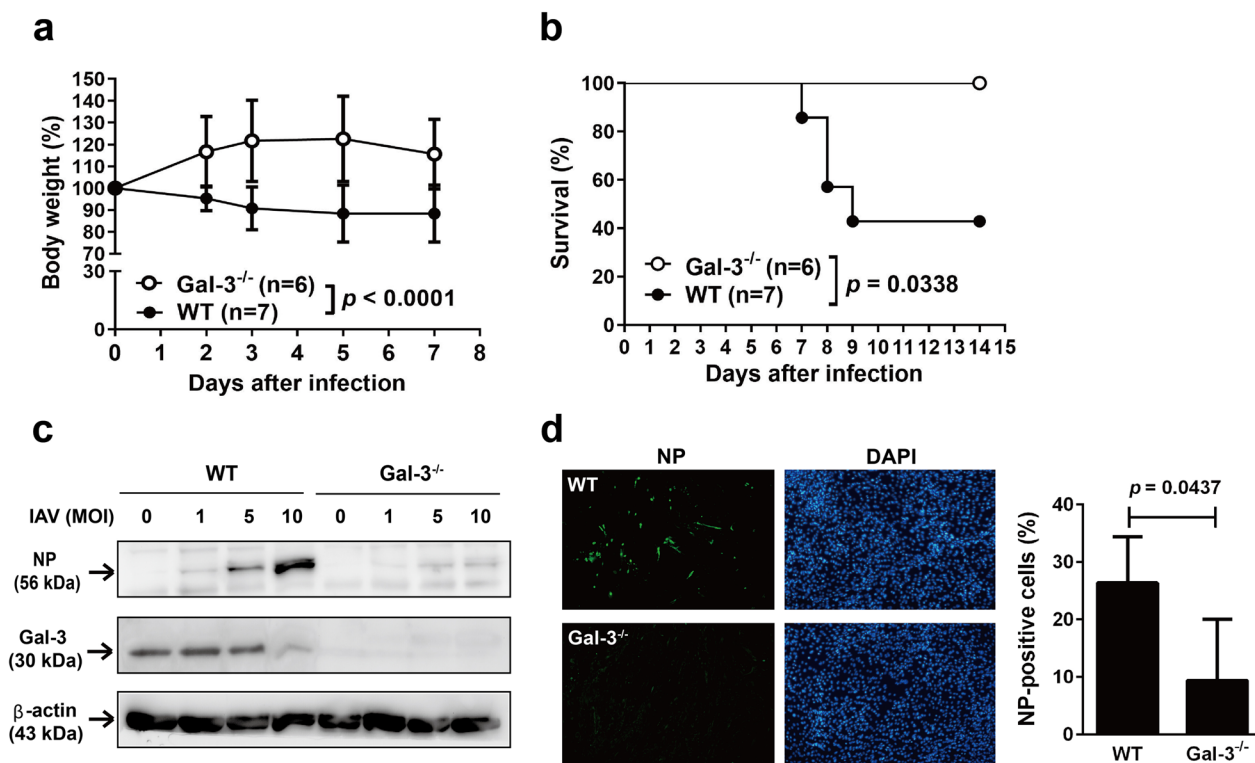 a
150
140
130
120
110
100
90
80
70
30
0
Body weight (%)
Gal-3-/- (n=6)
WT (n=7)
p < 0.0001
0 1 2 3 4 5 6 7 8
Days after infection
b
100
80
60
40
20
0
Survival (%)
Gal-3-/- (n=6)
WT (n=7)
p = 0.0338
0 1 2 3 4 5 6 7 8 9 10 11 12 13 14 15
Days after infection
c
WT Gal-3-/-
IAV (MOI) 0 1 5 10 0 1 5 10
NP
(56 kDa)
Gal-3
(30 kDa)
β-actin
(43 kDa)
d
NP DAPI
WT
Gal-3-/-
p = 0.0437
40
30
20
10
0
NP-positive cells (%)
WT Gal-3-/-